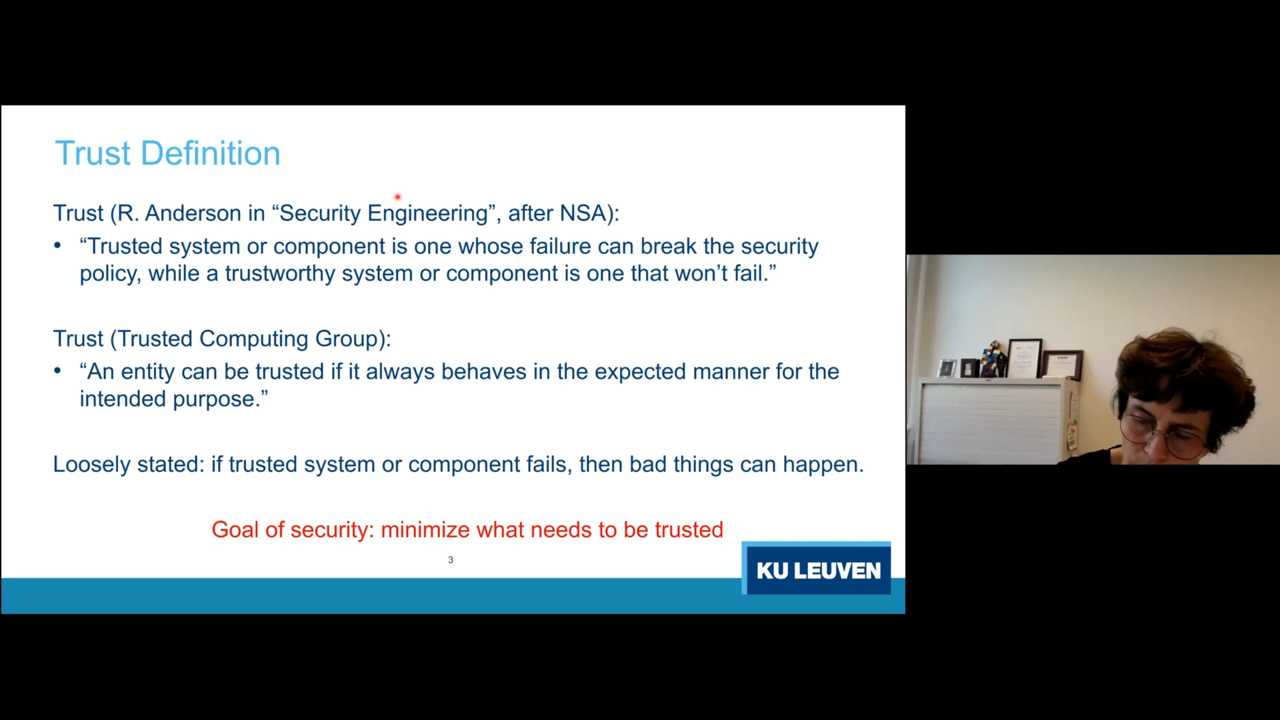 Trust Definition
Trust (R. Anderson in “Security Engineering”, after NSA):
• “Trusted system or component is one whose failure can break the security
policy, while a trustworthy system or component is one that won’t fail.”
Trust (Trusted Computing Group):
• “An entity can be trusted if it always behaves in the expected manner for the
intended purpose.”
Loosely stated: if trusted system or component fails, then bad things can happen.
Goal of security: minimize what needs to be trusted
3
KU LEUVEN